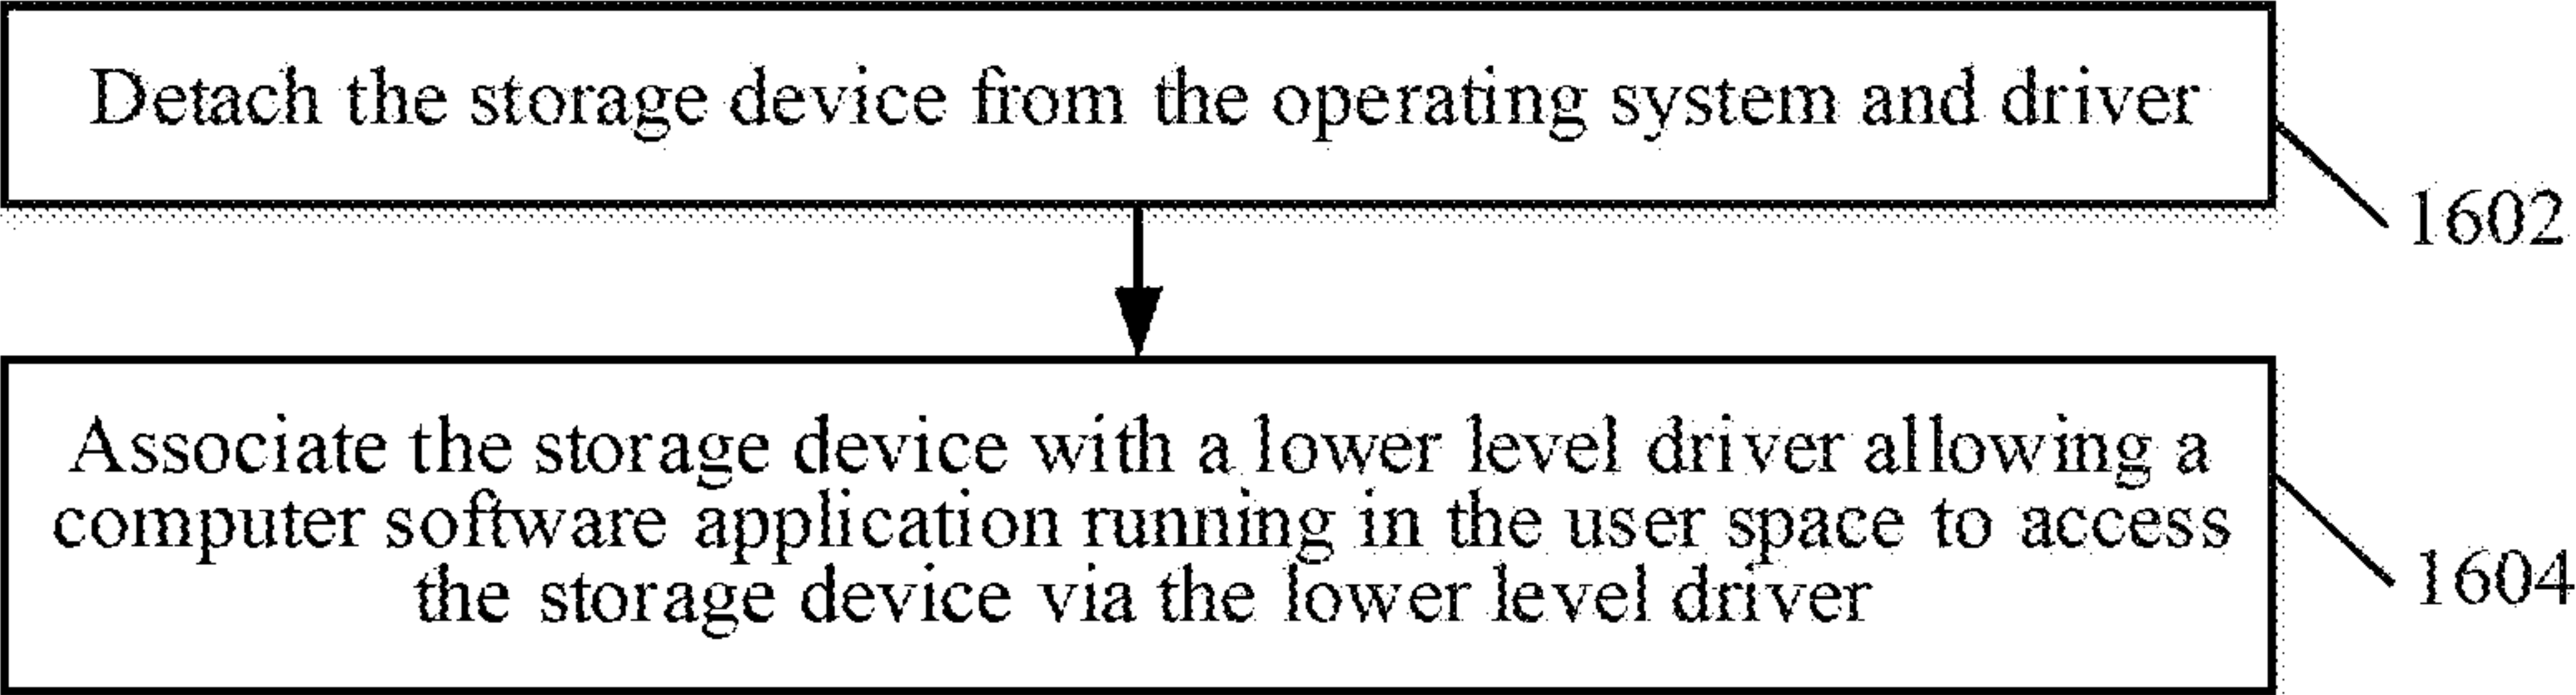 Detach the storage device from the operating system and driver
1602
Associate the storage device with a lower level driver allowing a
computer software application running in the user space to access
the storage device via the lower level driver
1604